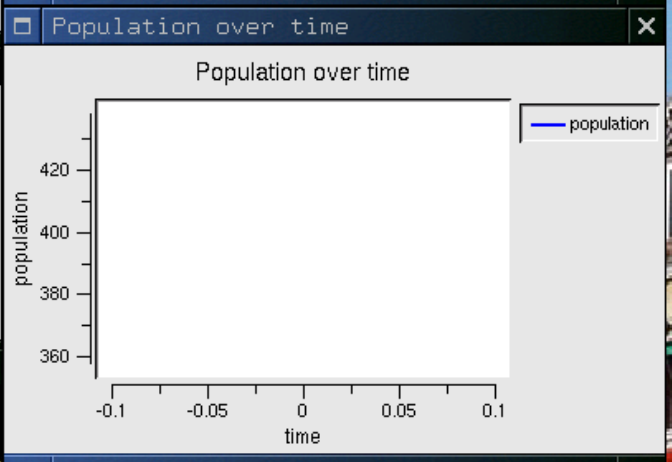 Population over time
Population over time
population
population
420
400
380
360
-0.1 -0.05 0 0.05 0.1
time